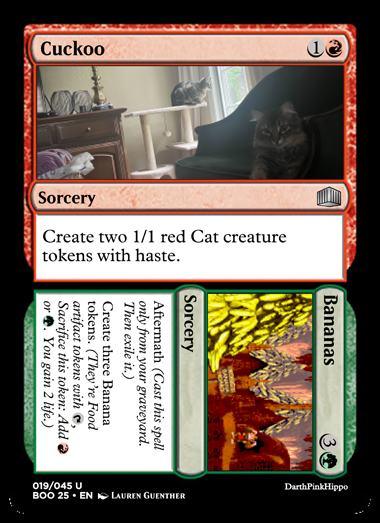 Cuckoo 1
Sorcery
Create two 1/1 red Cat creature
tokens with haste.
Bananas 3
Sorcery
Aftermath (Cast this spell
only from your graveyard.
Then exile it.)
Create three Banana
tokens. (They're Food
artifact tokens with ,
Sacrifice this token: Add
or . You gain 2 life.)
019/045 U
BOO 25 • EN LAUREN GUENTHER
DarthPinkHippo